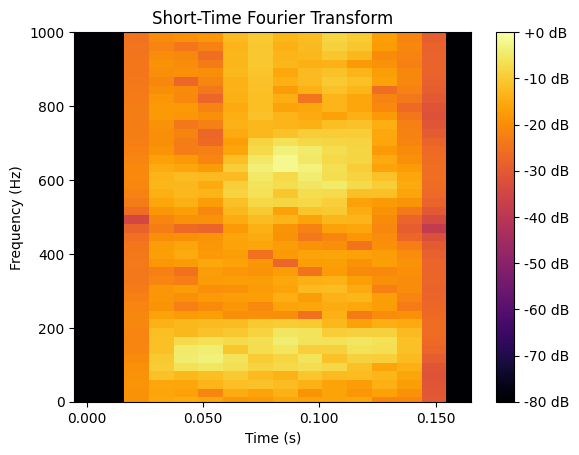 Short-Time Fourier Transform
1000
800
600
400
200
0
Frequency (Hz)
0.000
0.050
0.100
0.150
Time (s)
+0 dB
-10 dB
-20 dB
-30 dB
-40 dB
-50 dB
-60 dB
-70 dB
-80 dB